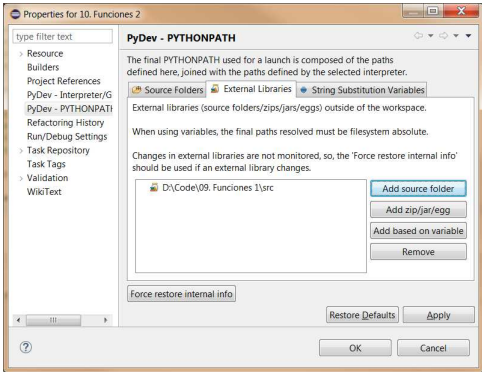 Properties for 10. Funciones 2
type filter text
Resource
Builders
Project References
PyDev - Interpreter/G
PyDev - PYTHONPATH
Refactoring History
Run/Debug Settings
Task Repository
Task Tags
Validation
WikiText
PyDev - PYTHONPATH
The final PYTHONPATH used for a launch is composed of the paths
defined here, joined with the paths defined by the selected interpreter.
Source Folders External Libraries String Substitution Variables
External libraries (source folders/zips/jars/eggs) outside of the workspace.
When using variables, the final paths resolved must be filesystem absolute.
Changes in external libraries are not monitored, so, the 'Force restore internal info'
should be used if an external library changes.
D:\Code\09. Funciones 1\src
Add source folder
Add zip/jar/egg
Add based on variable
Remove
Force restore internal info
Restore Defaults Apply
OK Cancel